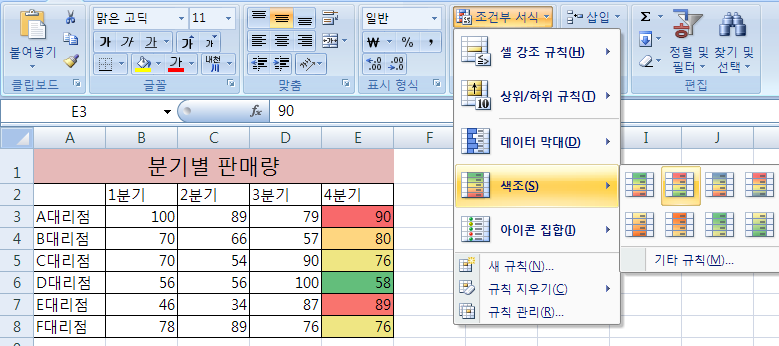 맑은 고딕 11 일반 조건부 서식 삽입
붙여넣기 가 가 가 가 가 % , 정렬 및 필터 찾기 및 선택
가 내천 .00 .0
클립보드 글꼴 맞춤 표시 형식 편집
E3 fx 90
A B C D E F I J
1 분기별 판매량
2 1분기 2분기 3분기 4분기
3 A대리점 100 89 79 90
4 B대리점 70 66 57 80
5 C대리점 70 54 90 76
6 D대리점 56 56 100 58
7 E대리점 46 34 87 89
8 F대리점 78 89 76 76
셀 강조 규칙(H)
상위/하위 규칙(T)
데이터 막대(D)
색조(S)
아이콘 집합(I)
새 규칙(N)...
규칙 지우기(C)
규칙 관리(R)...
기타 규칙(M)...